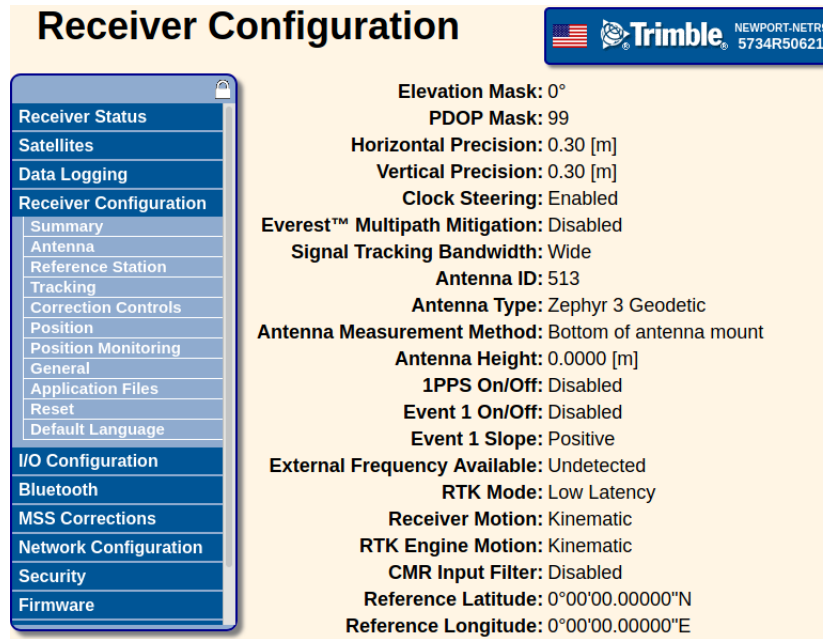 Receiver Configuration
Trimble
NEWPORT-NETR9
5734R50621
Receiver Status
Satellites
Data Logging
Receiver Configuration
Summary
Antenna
Reference Station
Tracking
Correction Controls
Position
Position Monitoring
General
Application Files
Reset
Default Language
I/O Configuration
Bluetooth
MSS Corrections
Network Configuration
Security
Firmware
Elevation Mask: 0°
PDOP Mask: 99
Horizontal Precision: 0.30 [m]
Vertical Precision: 0.30 [m]
Clock Steering: Enabled
Everest™ Multipath Mitigation: Disabled
Signal Tracking Bandwidth: Wide
Antenna ID: 513
Antenna Type: Zephyr 3 Geodetic
Antenna Measurement Method: Bottom of antenna mount
Antenna Height: 0.0000 [m]
1PPS On/Off: Disabled
Event 1 On/Off: Disabled
Event 1 Slope: Positive
External Frequency Available: Undetected
RTK Mode: Low Latency
Receiver Motion: Kinematic
RTK Engine Motion: Kinematic
CMR Input Filter: Disabled
Reference Latitude: 0°00'00.00000"N
Reference Longitude: 0°00'00.00000"E